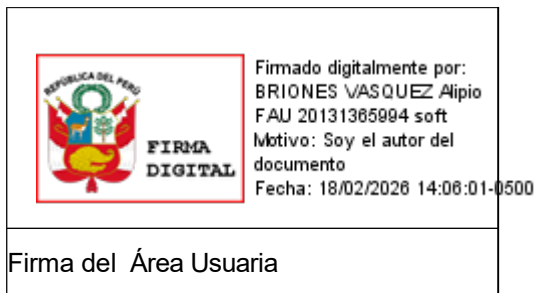 REPÚBLICA DEL PERÚ
FIRMA
DIGITAL
Firmado digitalmente por:
BRIONES VASQUEZ Alipio
FAU 20131365994 soft
Motivo: Soy el autor del
documento
Fecha: 18/02/2026 14:06:01-0500
Firma del Área Usuaria